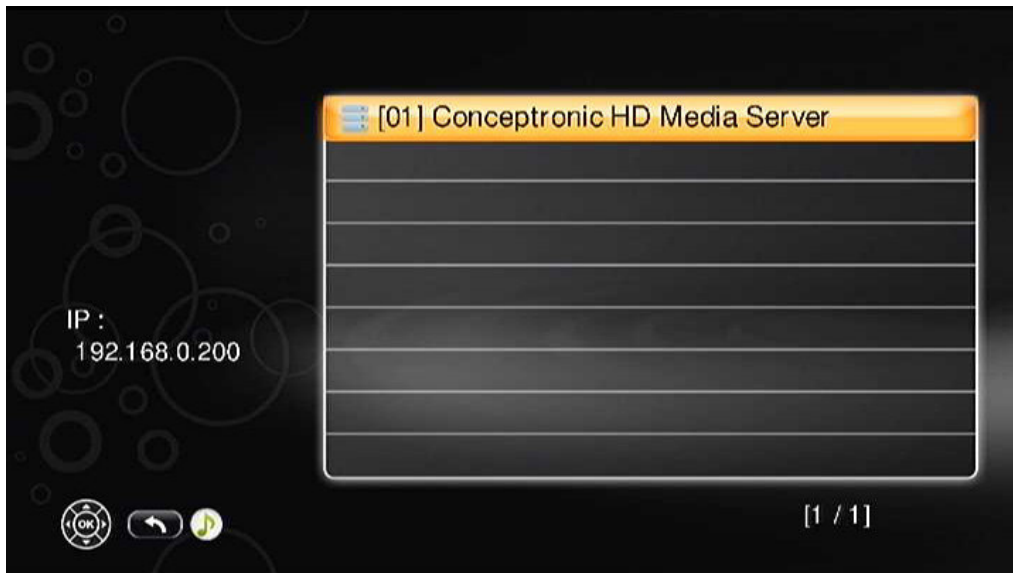 [01] Conceptronic HD Media Server
IP :
192.168.0.200
OK
[1 / 1]